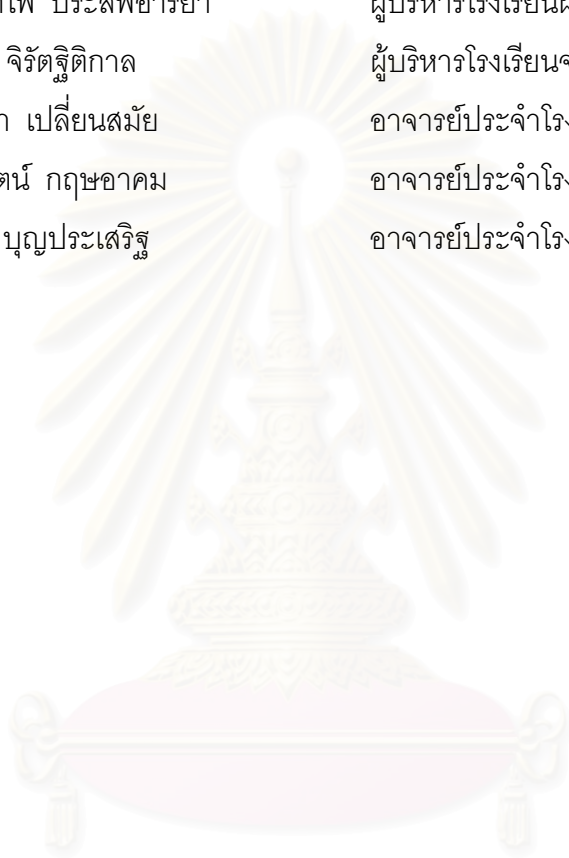 ผู้บริหารโรงเรียน
จิรัตฐิติกาล ผู้บริหารโรงเรียน
เปลี่ยนสมัย อาจารย์ประจำโรง
กฤษอาคม อาจารย์ประจำโรง
บุญประเสริฐ อาจารย์ประจำโรง